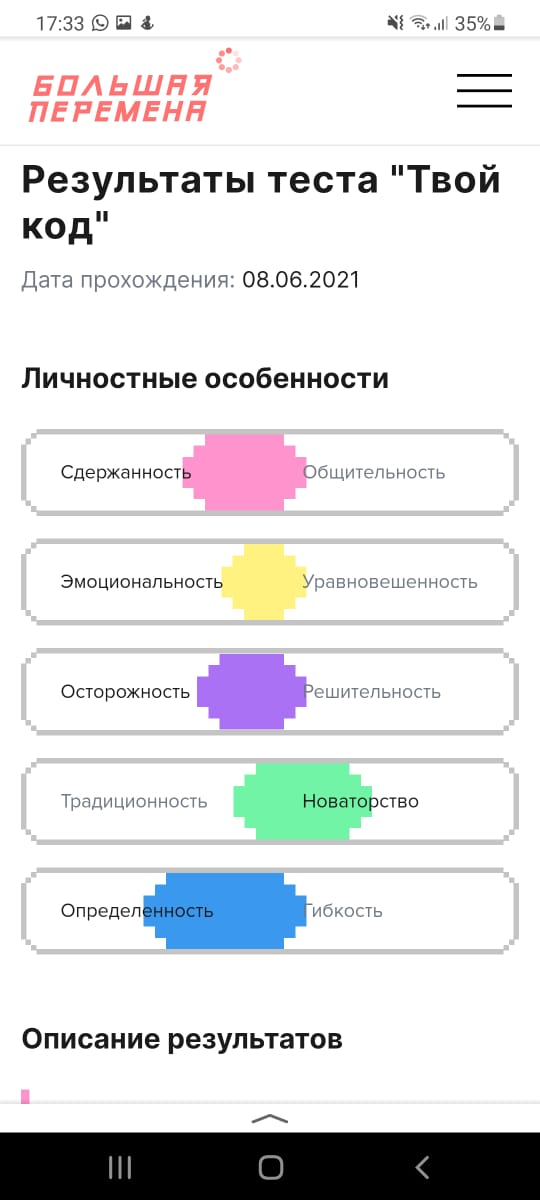 17:33
35%
БОЛЬШАЯ
ПЕРЕМЕНА
Результаты теста "Твой
код"
Дата прохождения: 08.06.2021
Личностные особенности
Сдержанность Общительность
Эмоциональность Уравновешенность
Осторожность Решительность
Традиционность Новаторство
Определенность Гибкость
Описание результатов